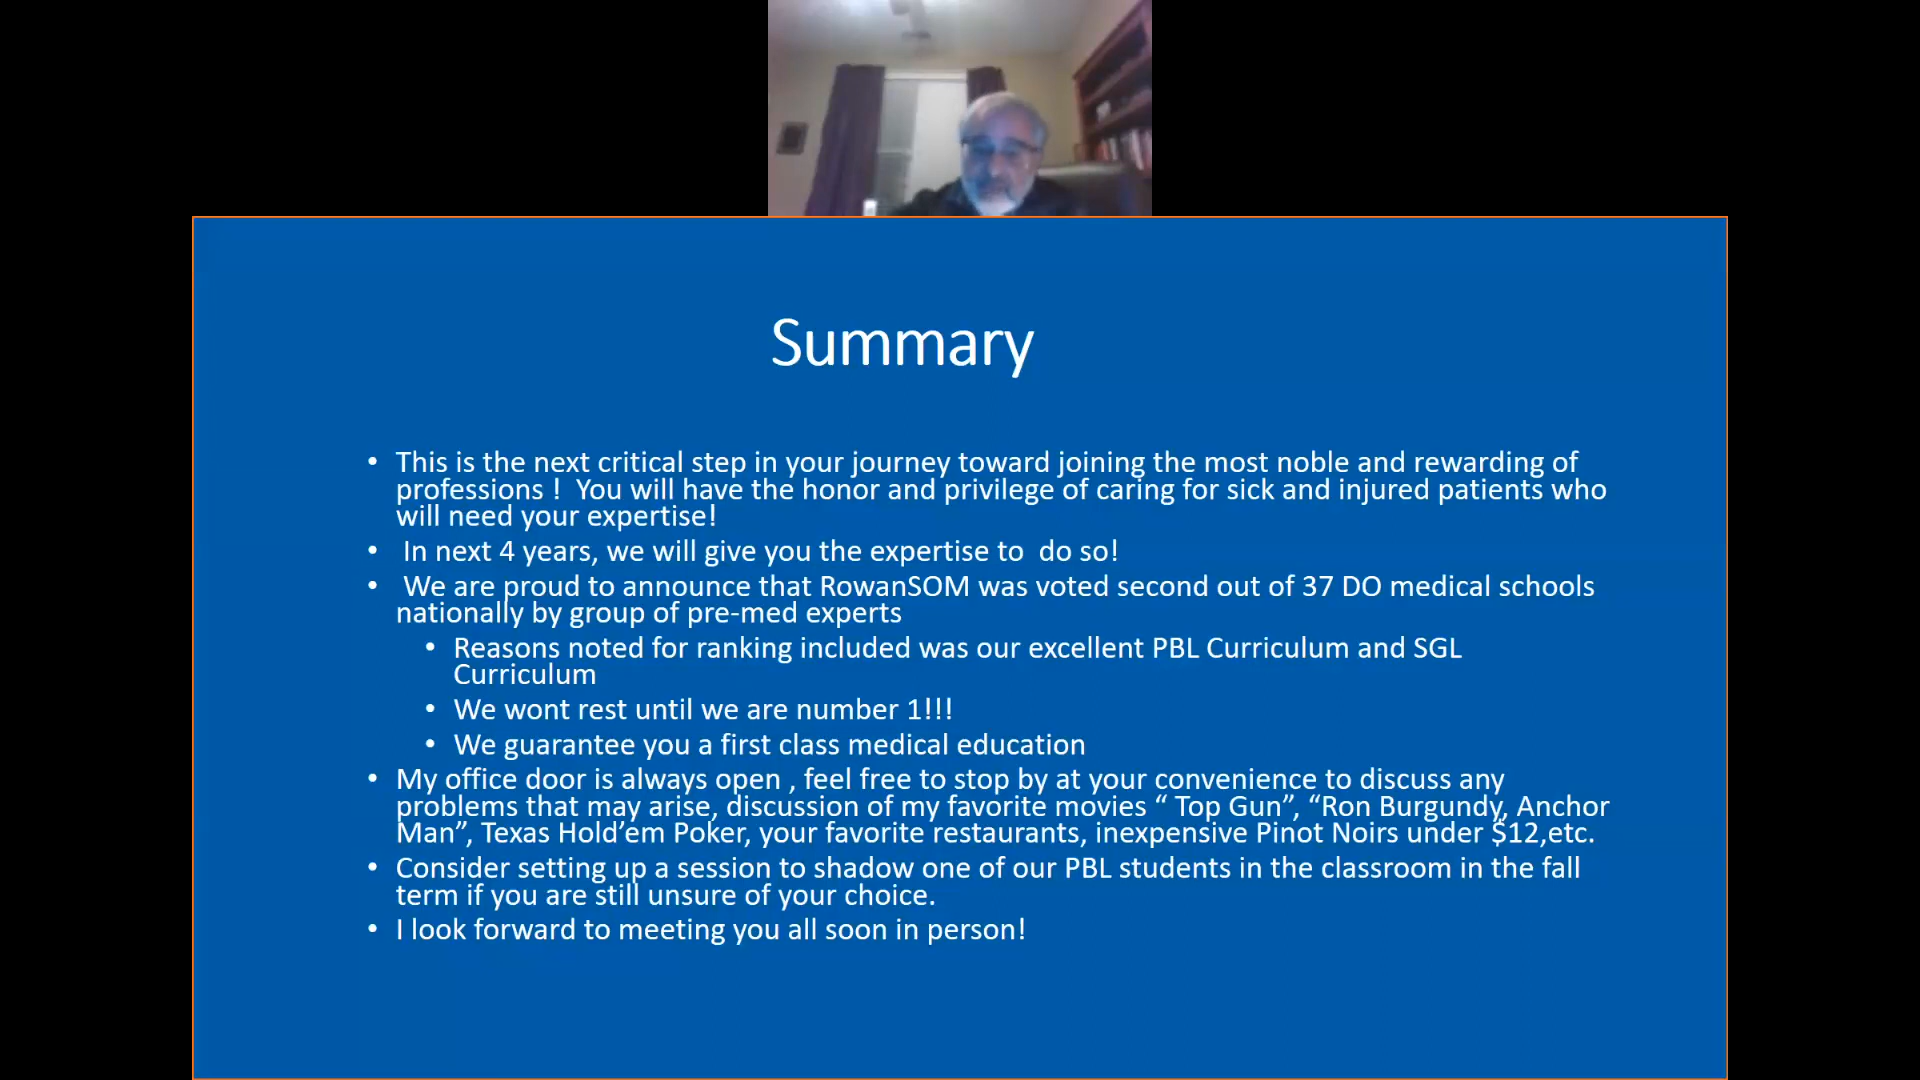 Summary
• This is the next critical step in your journey toward joining the most noble and rewarding of
professions !  You will have the honor and privilege of caring for sick and injured patients who
will need your expertise!
•  In next 4 years, we will give you the expertise to  do so!
•  We are proud to announce that RowanSOM was voted second out of 37 DO medical schools
nationally by group of pre-med experts
• Reasons noted for ranking included was our excellent PBL Curriculum and SGL
Curriculum
• We wont rest until we are number 1!!!
• We guarantee you a first class medical education
• My office door is always open , feel free to stop by at your convenience to discuss any
problems that may arise, discussion of my favorite movies “ Top Gun”, “Ron Burgundy, Anchor
Man”, Texas Hold’em Poker, your favorite restaurants, inexpensive Pinot Noirs under $12,etc.
• Consider setting up a session to shadow one of our PBL students in the classroom in the fall
term if you are still unsure of your choice.
• I look forward to meeting you all soon in person!